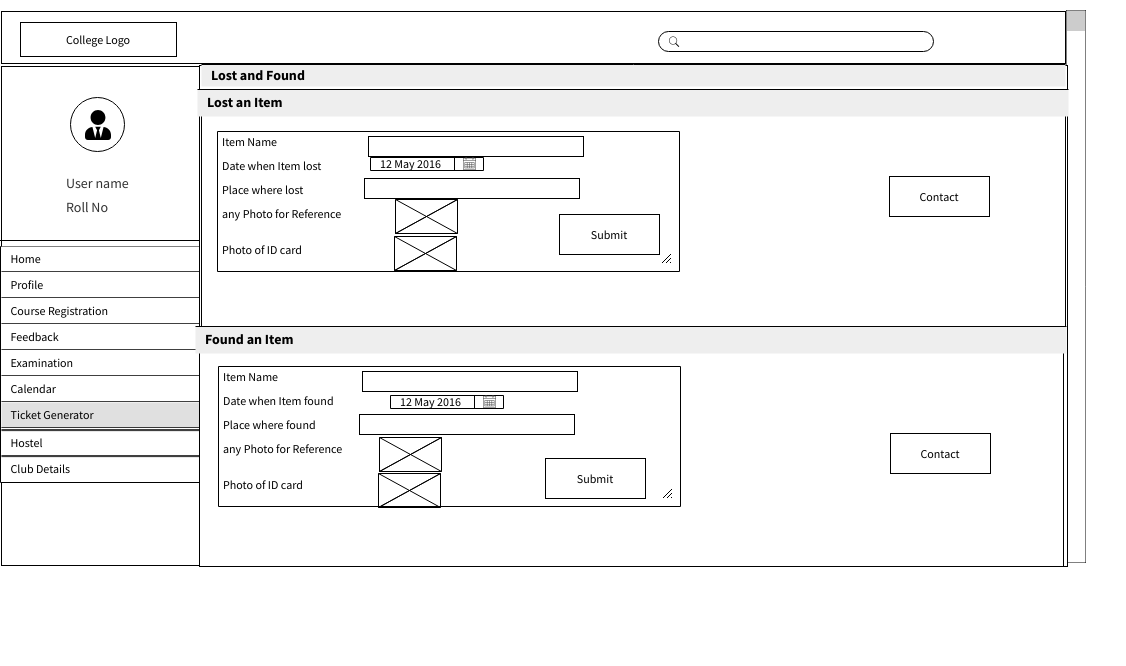 College Logo
User name
Roll No
Home
Profile
Course Registration
Feedback
Examination
Calendar
Ticket Generator
Hostel
Club Details
Lost and Found
Lost an Item
Item Name
Date when Item lost 12 May 2016
Place where lost
any Photo for Reference
Photo of ID card
Submit
Contact
Found an Item
Item Name
Date when Item found 12 May 2016
Place where found
any Photo for Reference
Photo of ID card
Submit
Contact